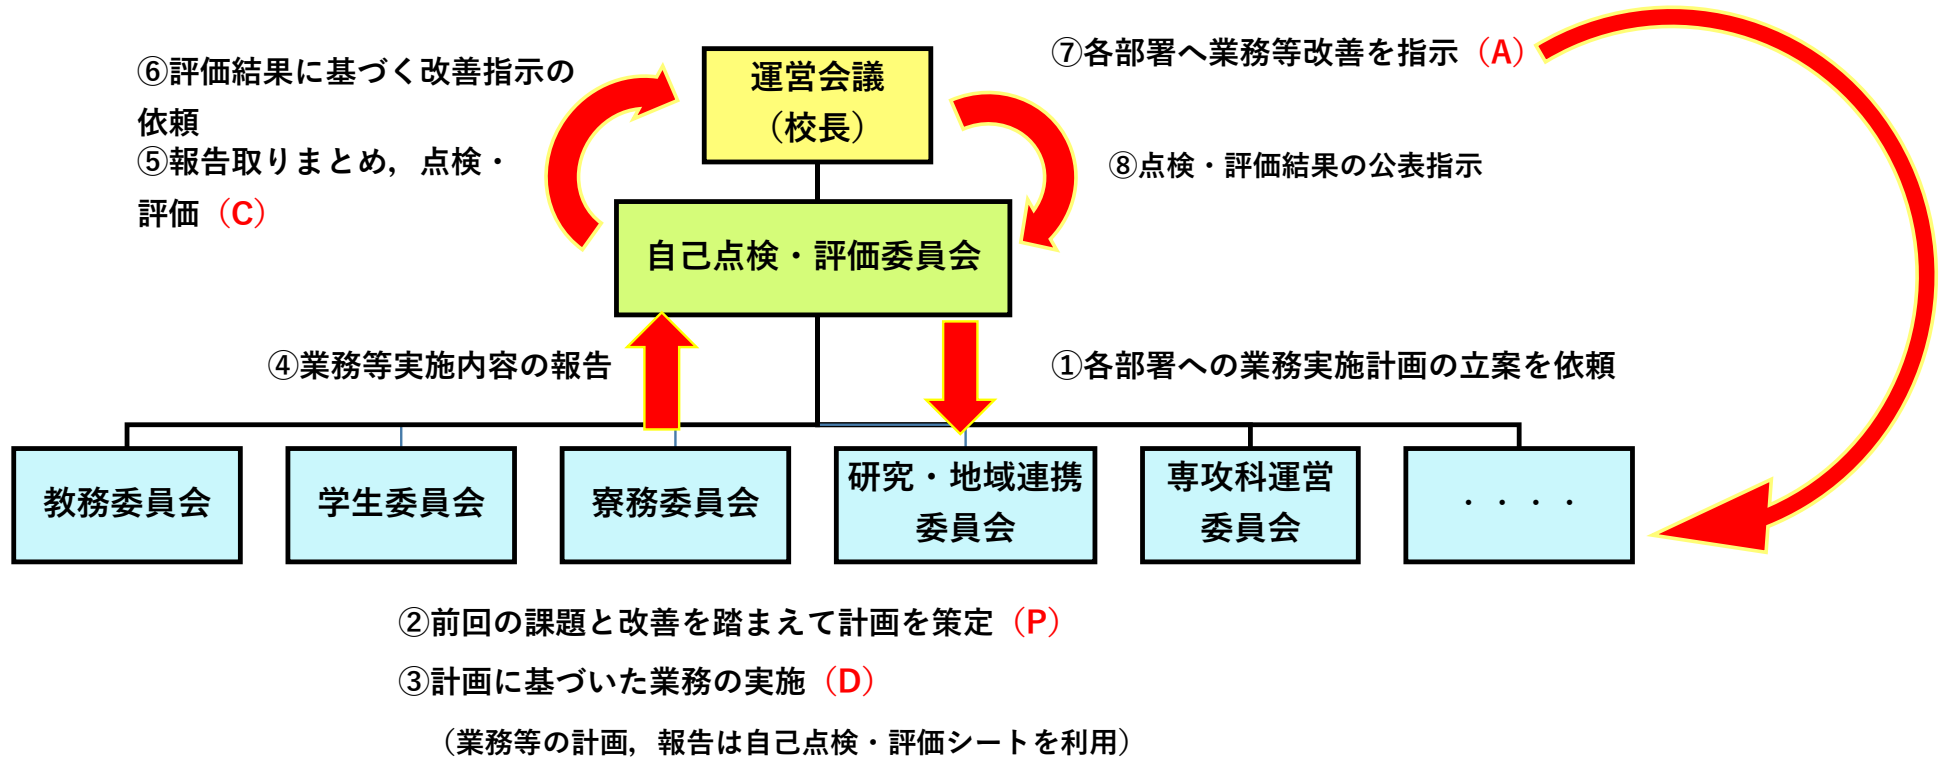 ⑥評価結果に基づく改善指示の
依頼
⑤報告取りまとめ，点検・
評価（C）
運営会議
（校長）
⑦各部署へ業務等改善を指示（A）
⑧点検・評価結果の公表指示
自己点検・評価委員会
④業務等実施内容の報告
①各部署への業務実施計画の立案を依頼
教務委員会
学生委員会
寮務委員会
研究・地域連携
委員会
専攻科運営
委員会
・・・・
②前回の課題と改善を踏まえて計画を策定（P）
③計画に基づいた業務の実施（D）
（業務等の計画，報告は自己点検・評価シートを利用）